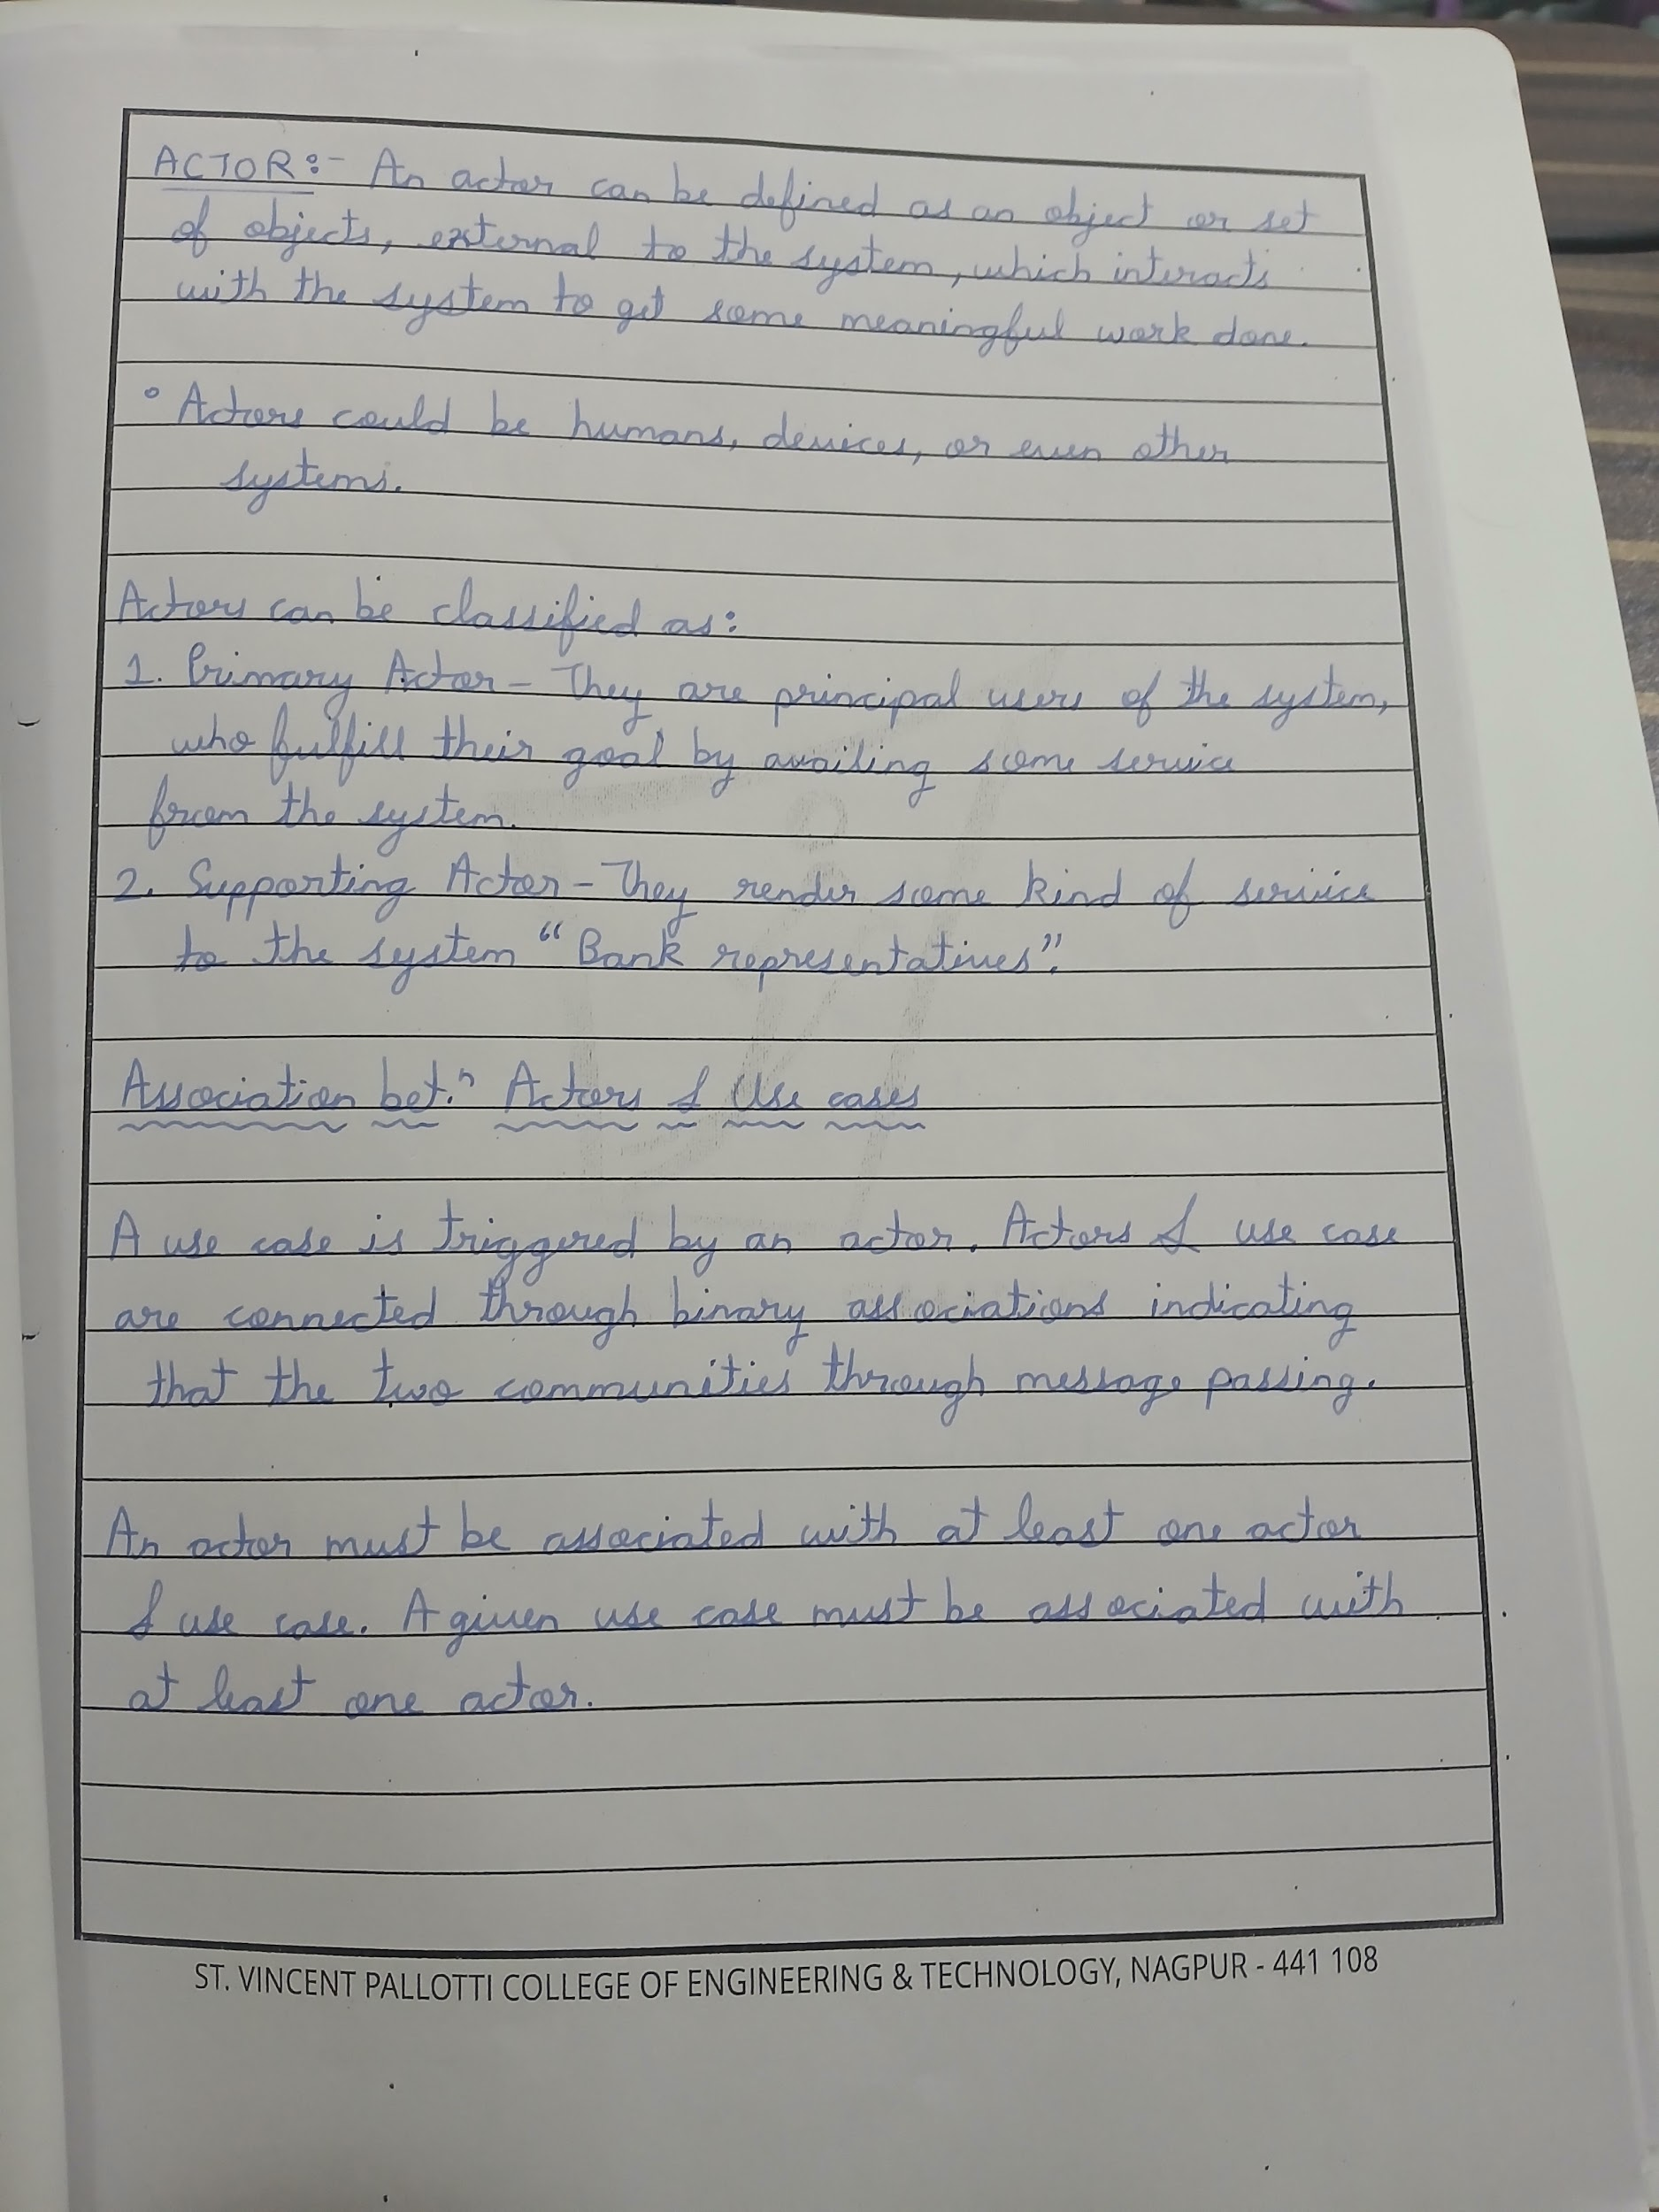 ACTOR:- An actor can be defined as an object or set
of objects, external to the system, which interacts
with the system to get some meaningful work done.
° Actors could be humans, devices, or even other
systems.
Actors can be classified as:
1. Primary Actor - They are principal users of the system,
who fulfill their goal by availing some service
from the system.
2. Supporting Actor - They render some kind of service
to the system “Bank representatives”.
Association bet.ⁿ Actors & Use cases
A use case is triggered by an actor. Actors & use case
are connected through binary associations indicating
that the two communities through message passing.
An actor must be associated with at least one actor
& use case. A given use case must be associated with
at least one actor.
ST. VINCENT PALLOTTI COLLEGE OF ENGINEERING & TECHNOLOGY, NAGPUR - 441 108